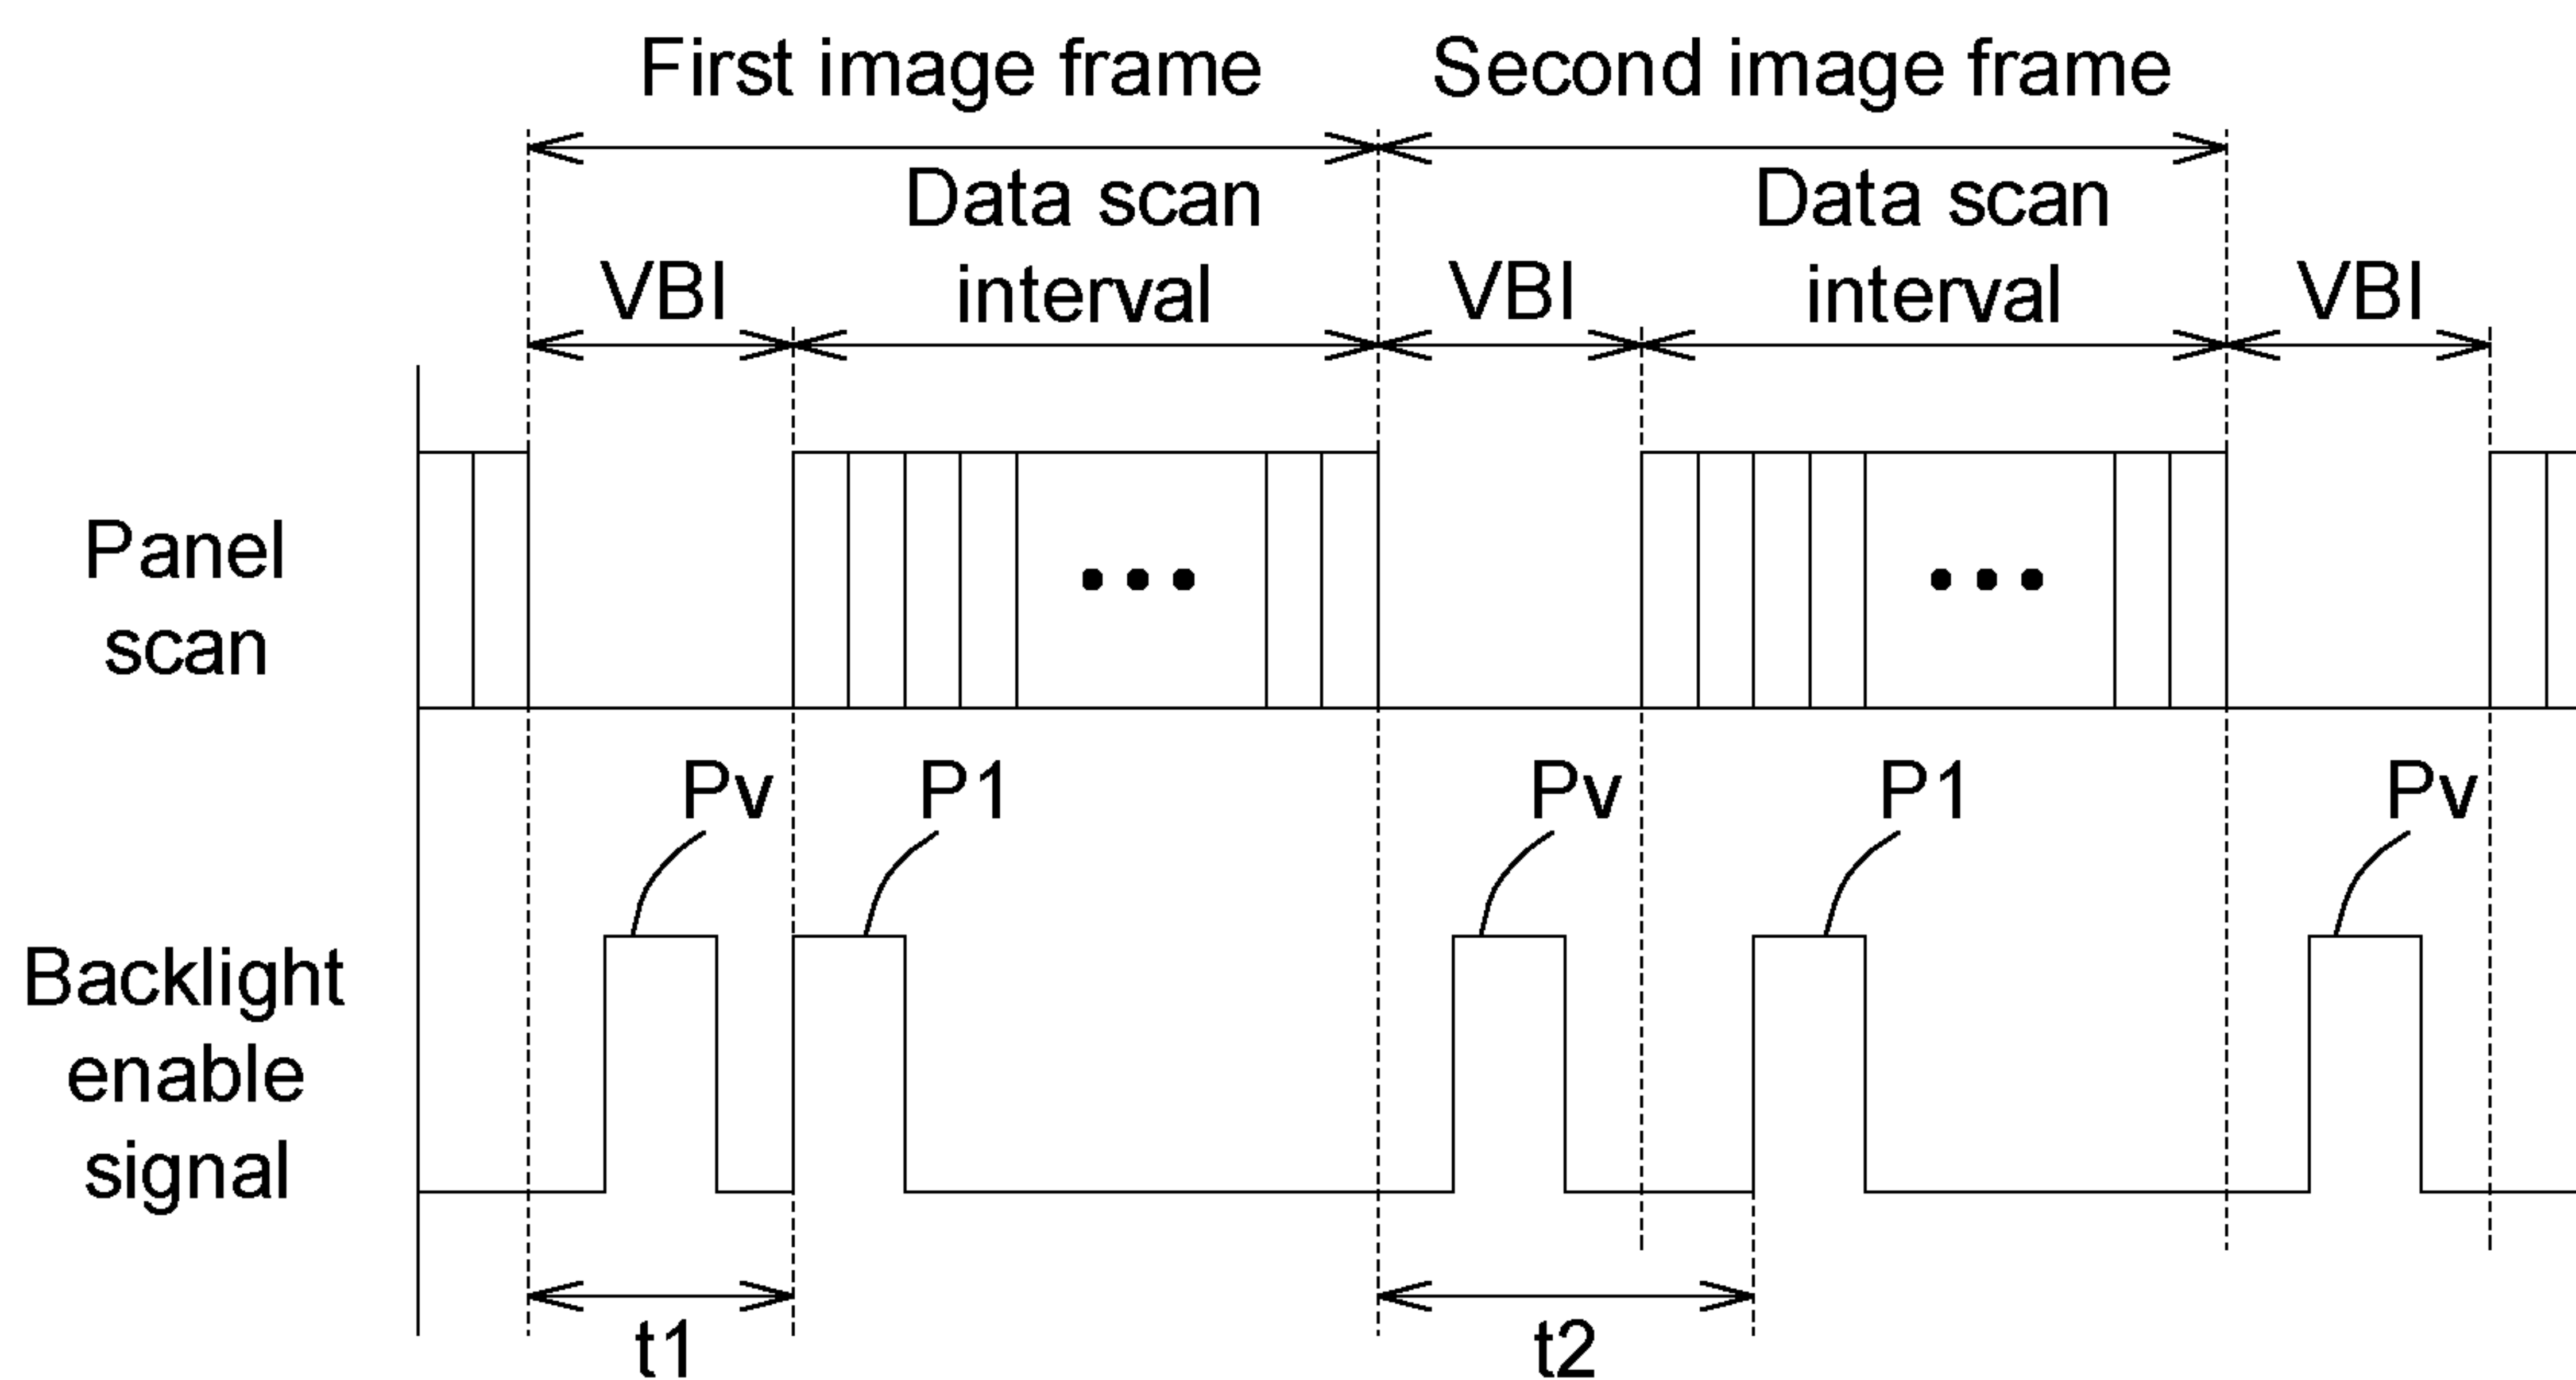 First image frame
Second image frame
Data scan
interval
Data scan
interval
VBI
VBI
VBI
Panel
scan
Pv
P1
Pv
P1
Pv
Backlight
enable
signal
t1
t2